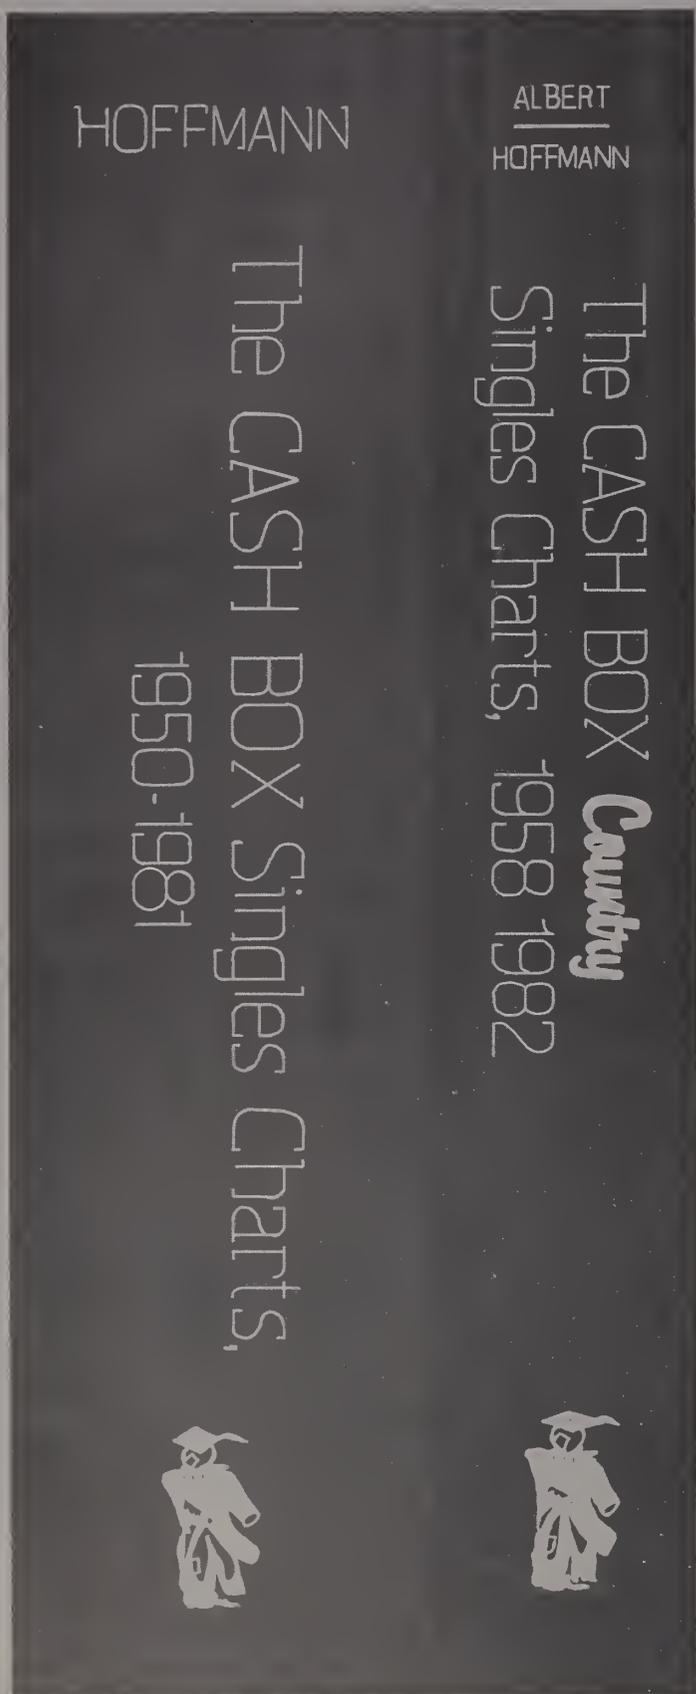 HOFFMANN
The CASH BOX Singles Charts,
1950-1981
ALBERT
HOFFMANN
The CASH BOX Country
Singles Charts, 1958 1982